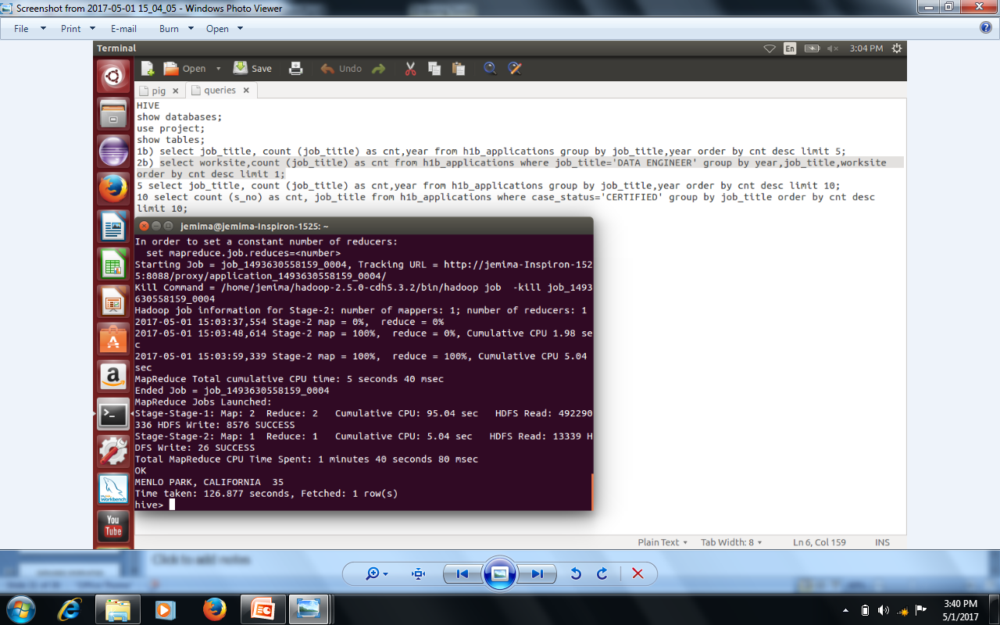 Screenshot from 2017-05-01 15_04_05 - Windows Photo Viewer
File Print E-mail Burn Open
Terminal En 3:04 PM
Open Save Undo
pig queries
HIVE
show databases;
use project;
show tables;
1b) select job_title, count (job_title) as cnt,year from h1b_applications group by job_title,year order by cnt desc limit 5;
2b) select worksite,count (job_title) as cnt from h1b_applications where job_title='DATA ENGINEER' group by year,job_title,worksite
order by cnt desc limit 1;
5 select job_title, count (job_title) as cnt,year from h1b_applications group by job_title,year order by cnt desc limit 10;
10 select count (s_no) as cnt, job_title from h1b_applications where case_status='CERTIFIED' group by job_title order by cnt desc
limit 10;
jemima@jemima-Inspiron-1525: ~
In order to set a constant number of reducers:
set mapreduce.job.reduces=<number>
Starting Job = job_1493630558159_0004, Tracking URL = http://jemima-Inspiron-152
5:8088/proxy/application_1493630558159_0004/
Kill Command = /home/jemima/hadoop-2.5.0-cdh5.3.2/bin/hadoop job  -kill job_1493
630558159_0004
Hadoop job information for Stage-2: number of mappers: 1; number of reducers: 1
2017-05-01 15:03:37,554 Stage-2 map = 0%,  reduce = 0%
2017-05-01 15:03:48,614 Stage-2 map = 100%,  reduce = 0%, Cumulative CPU 1.98 se
c
2017-05-01 15:03:59,339 Stage-2 map = 100%,  reduce = 100%, Cumulative CPU 5.04
sec
MapReduce Total cumulative CPU time: 5 seconds 40 msec
Ended Job = job_1493630558159_0004
MapReduce Jobs Launched:
Stage-Stage-1: Map: 2  Reduce: 2   Cumulative CPU: 95.04 sec   HDFS Read: 492290
336 HDFS Write: 8576 SUCCESS
Stage-Stage-2: Map: 1  Reduce: 1   Cumulative CPU: 5.04 sec   HDFS Read: 13339 H
DFS Write: 26 SUCCESS
Total MapReduce CPU Time Spent: 1 minutes 40 seconds 80 msec
OK
MENLO PARK, CALIFORNIA  35
Time taken: 126.877 seconds, Fetched: 1 row(s)
hive>
Workbench
You
Tube
Plain Text Tab Width: 8 Ln 6, Col 159 INS
Click to add notes
3:40 PM
5/1/2017